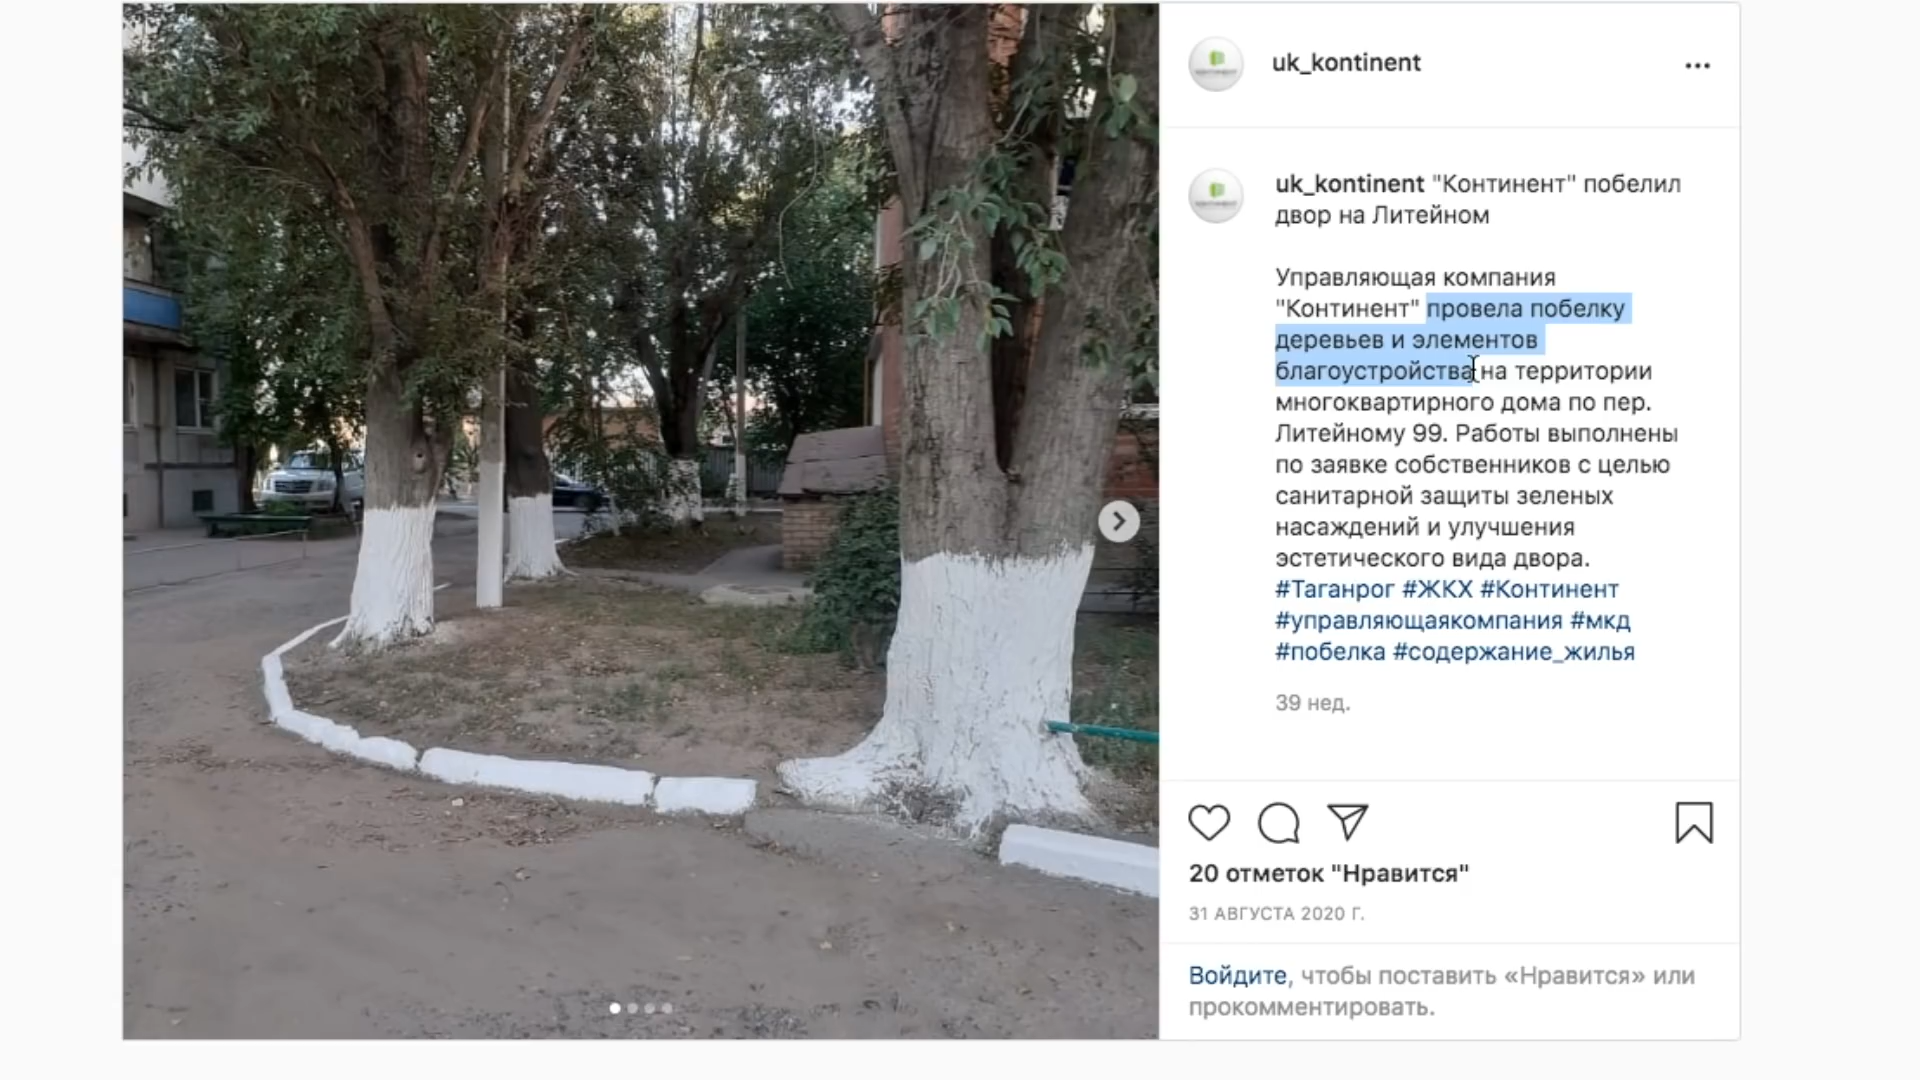 uk_kontinent
uk_kontinent "Континент" побелил
двор на Литейном
Управляющая компания
"Континент" провела побелку
деревьев и элементов
благоустройства на территории
многоквартирного дома по пер.
Литейному 99. Работы выполнены
по заявке собственников с целью
санитарной защиты зеленых
насаждений и улучшения
эстетического вида двора.
#Таганрог #ЖКХ #Континент
#управляющаякомпания #мкд
#побелка #содержание_жилья
39 нед.
20 отметок "Нравится"
31 АВГУСТА 2020 Г.
Войдите, чтобы поставить «Нравится» или
прокомментировать.